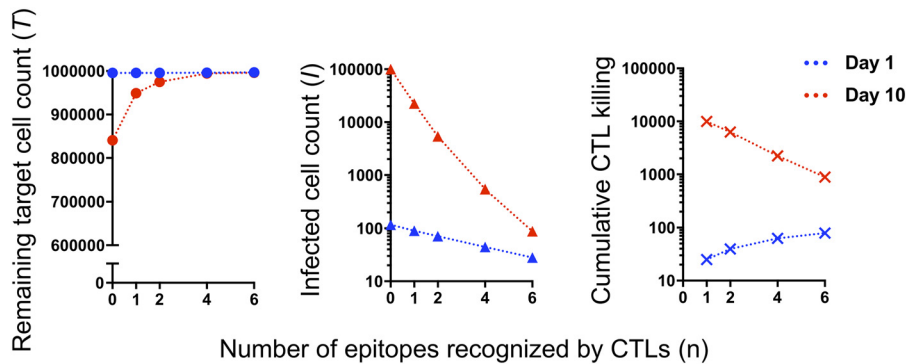 Remaining target cell count (T)
1000000
900000
800000
700000
600000
0
0 1 2 4 6
Infected cell count (I)
100000
10000
1000
100
10
0 1 2 4 6
Cumulative CTL killing
100000
10000
1000
100
10
0 1 2 4 6
Day 1
Day 10
Number of epitopes recognized by CTLs (n)